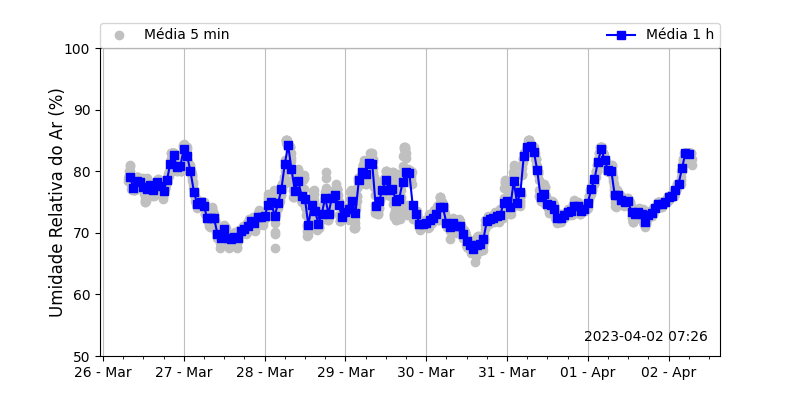 Média 5 min
Média 1 h
Umidade Relativa do Ar (%)
100
90
80
70
60
50
2023-04-02 07:26
26 - Mar
27 - Mar
28 - Mar
29 - Mar
30 - Mar
31 - Mar
01 - Apr
02 - Apr